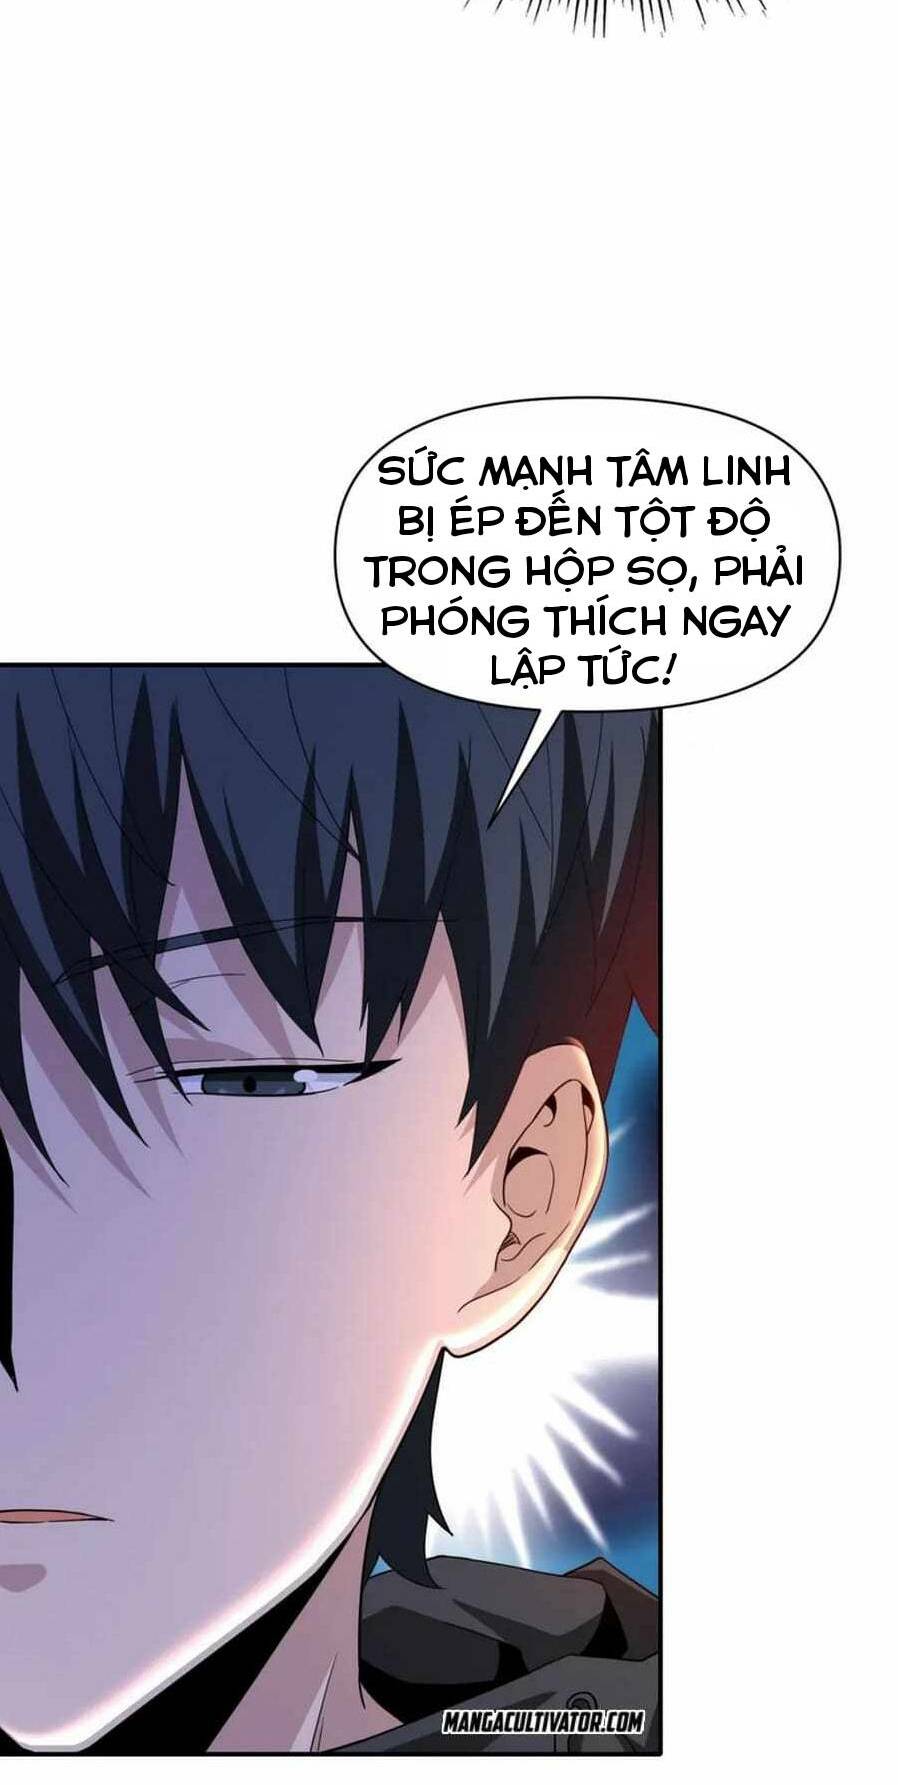 SỨC MẠNH TÂM LINH
BỊ ÉP ĐẾN TỘT ĐỘ
TRONG HỘP SỌ, PHẢI
PHÓNG THÍCH NGAY
LẬP TỨC!
MANGACULTIVATOR.COM